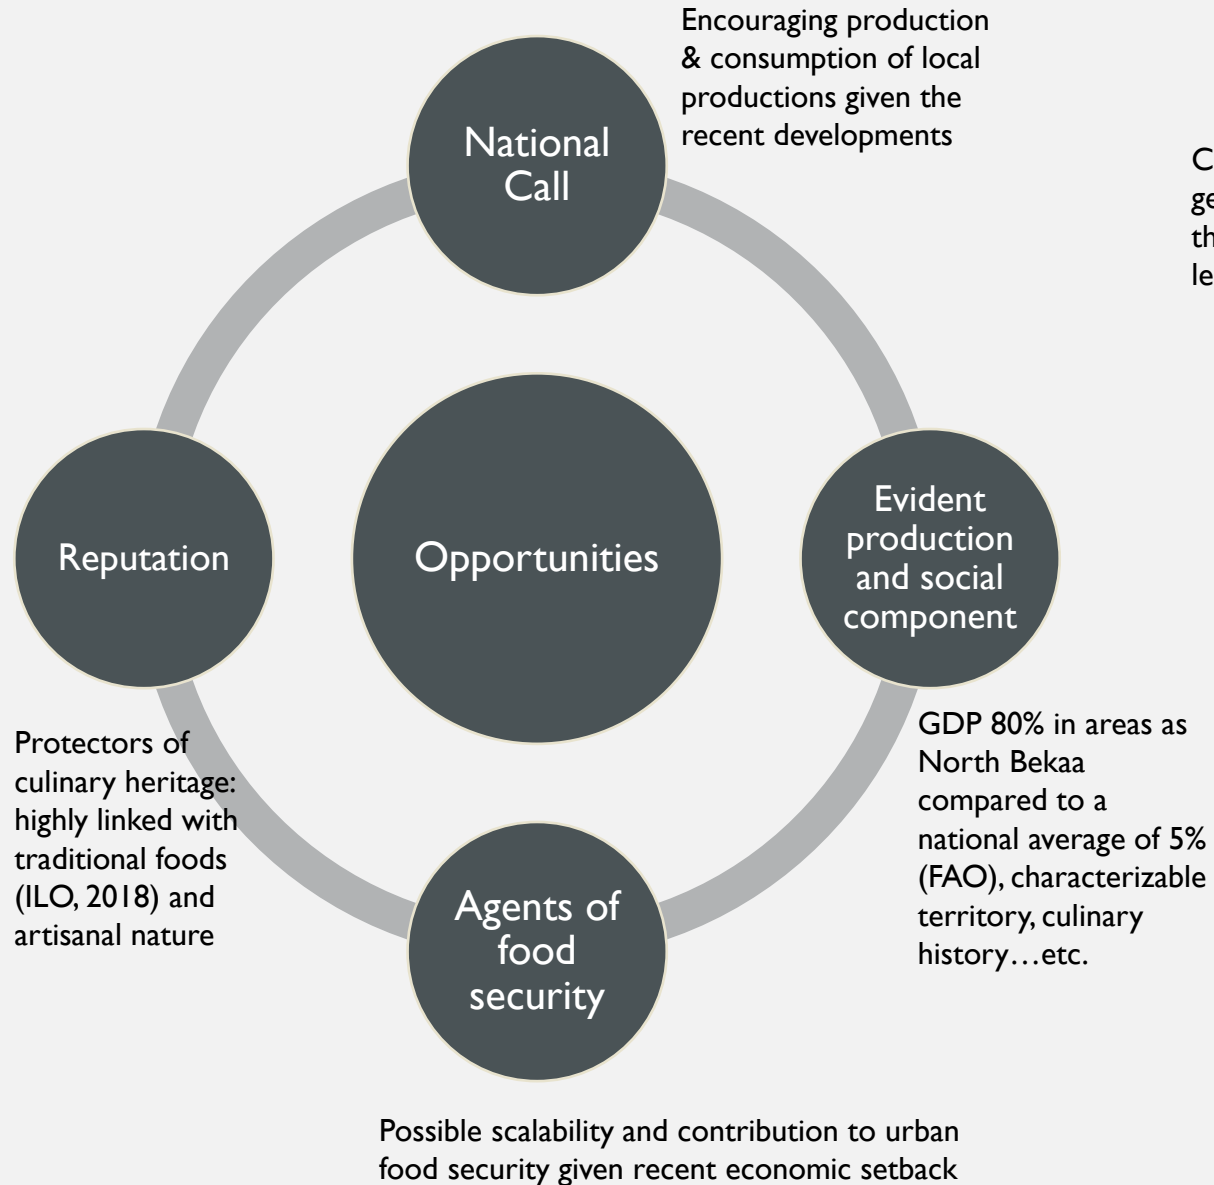 Encouraging production
& consumption of local
productions given the
recent developments
National
Call
Reputation
Opportunities
Evident
production
and social
component
Protectors of
culinary heritage:
highly linked with
traditional foods
(ILO, 2018) and
artisanal nature
GDP 80% in areas as
North Bekaa
compared to a
national average of 5%
(FAO), characterizable
territory, culinary
history…etc.
Agents of
food
security
Possible scalability and contribution to urban
food security given recent economic setback